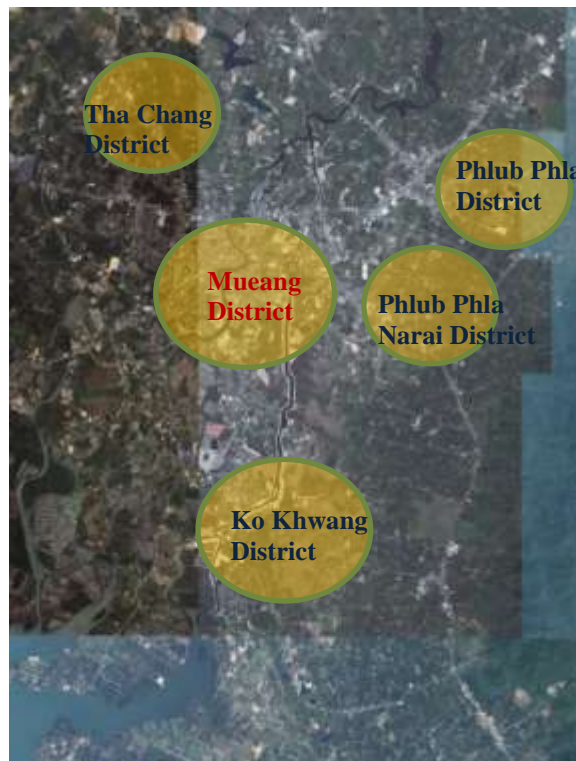 Tha Chang
District
Phlub Phla
District
Mueang
District
Phlub Phla
Narai District
Ko Khwang
District